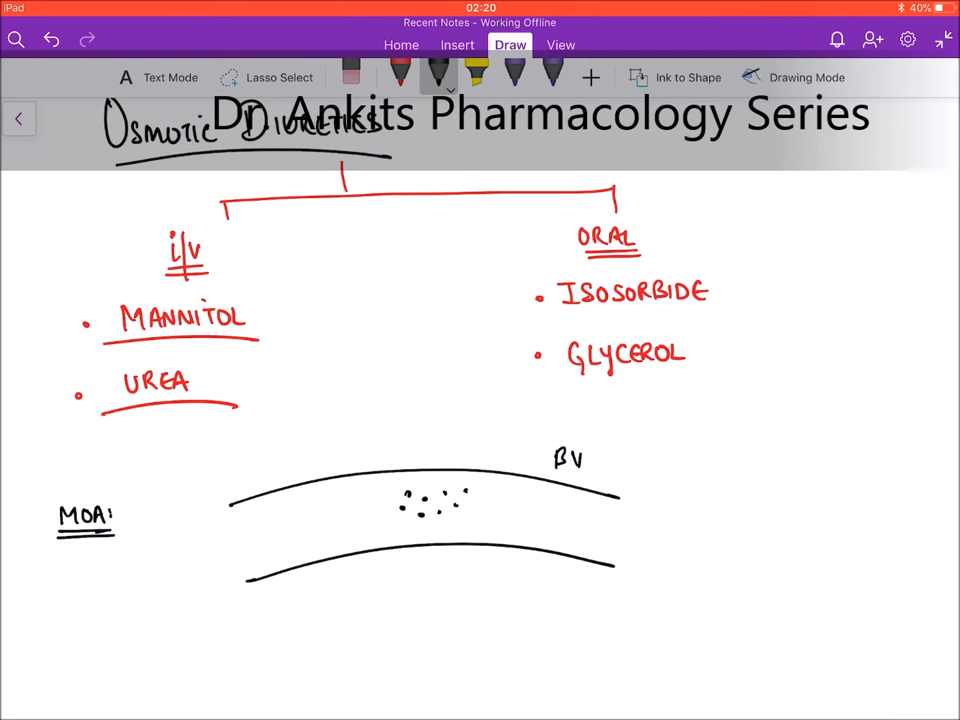 iPad
02:20
40%
Recent Notes - Working Offline
Home Insert Draw View
A Text Mode Lasso Select Ink to Shape Drawing Mode
Dr Ankits Pharmacology Series
OSMOTIC DIURETICS
i/v
ORAL
• MANNITOL
• ISOSORBIDE
• UREA
• GLYCEROL
BV
MOA: